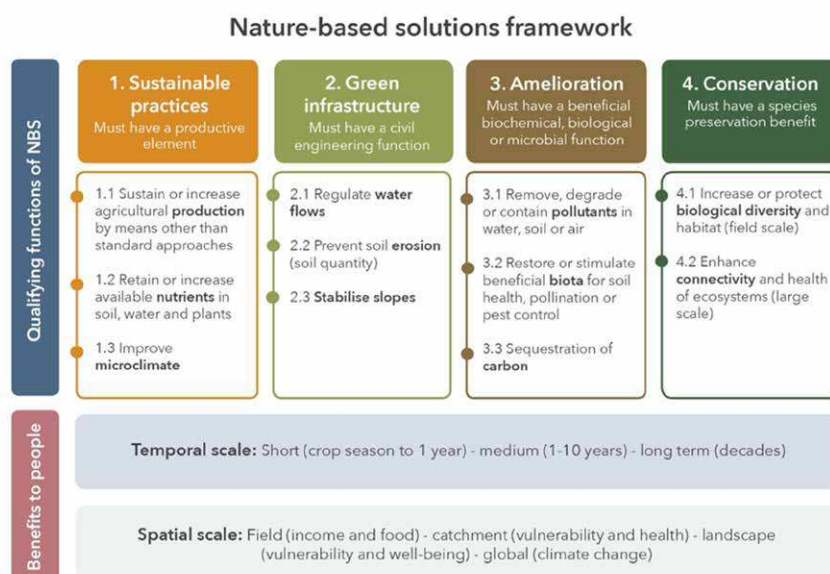 Nature-based solutions framework
Qualifying functions of NBS
1. Sustainable
practices
Must have a productive
element
2. Green
infrastructure
Must have a civil
engineering function
3. Amelioration
Must have a beneficial
biochemical, biological
or microbial function
4. Conservation
Must have a species
preservation benefit
1.1 Sustain or increase
agricultural production
by means other than
standard approaches
1.2 Retain or increase
available nutrients in
soil, water and plants
1.3 Improve
microclimate
2.1 Regulate water
flows
2.2 Prevent soil erosion
(soil quantity)
2.3 Stabilise slopes
3.1 Remove, degrade
or contain pollutants in
water, soil or air
3.2 Restore or stimulate
beneficial biota for soil
health, pollination or
pest control
3.3 Sequestration of
carbon
4.1 Increase or protect
biological diversity and
habitat (field scale)
4.2 Enhance
connectivity and health
of ecosystems (large
scale)
Benefits to people
Temporal scale: Short (crop season to 1 year) - medium (1-10 years) - long term (decades)
Spatial scale: Field (income and food) - catchment (vulnerability and health) - landscape
(vulnerability and well-being) - global (climate change)